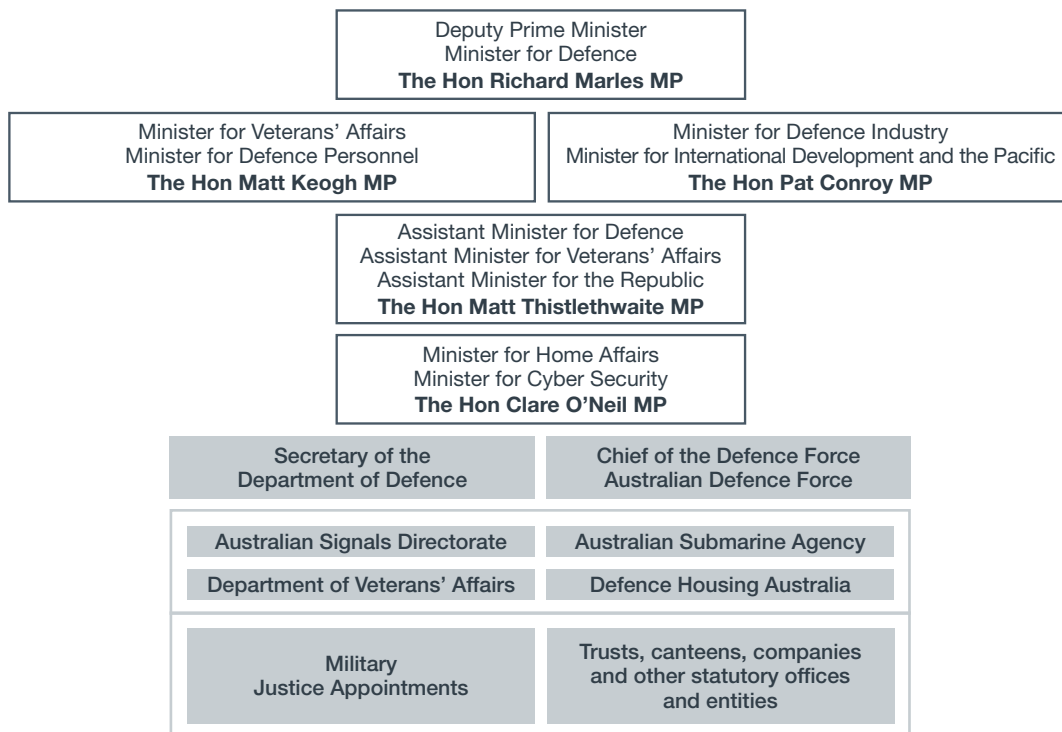 Deputy Prime Minister
Minister for Defence
The Hon Richard Marles MP
Minister for Veterans’ Affairs
Minister for Defence Personnel
The Hon Matt Keogh MP
Minister for Defence Industry
Minister for International Development and the Pacific
The Hon Pat Conroy MP
Assistant Minister for Defence
Assistant Minister for Veterans’ Affairs
Assistant Minister for the Republic
The Hon Matt Thistlethwaite MP
Minister for Home Affairs
Minister for Cyber Security
The Hon Clare O’Neil MP
Secretary of the
Department of Defence
Chief of the Defence Force
Australian Defence Force
Australian Signals Directorate
Australian Submarine Agency
Department of Veterans’ Affairs
Defence Housing Australia
Military
Justice Appointments
Trusts, canteens, companies
and other statutory offices
and entities